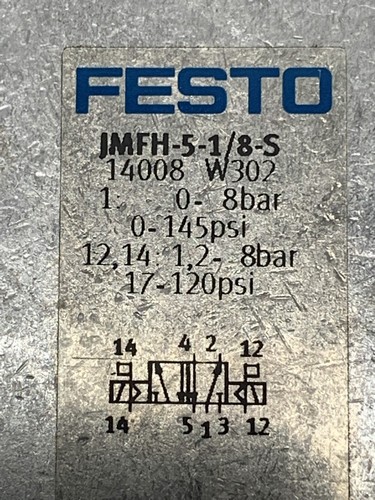 FESTO
JMFH-5-1/8-S
14008 W302
1: 0- 8bar
0-145psi
12,14: 1,2- 8bar
17-120psi
14 4 2 12
14 5 1 3 12